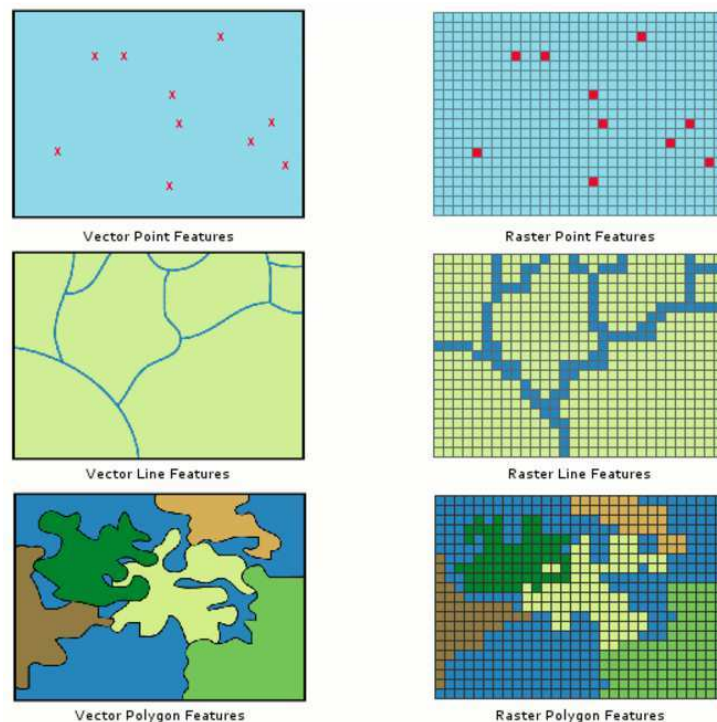 Vector Point Features
Raster Point Features
Vector Line Features
Raster Line Features
Vector Polygon Features
Raster Polygon Features